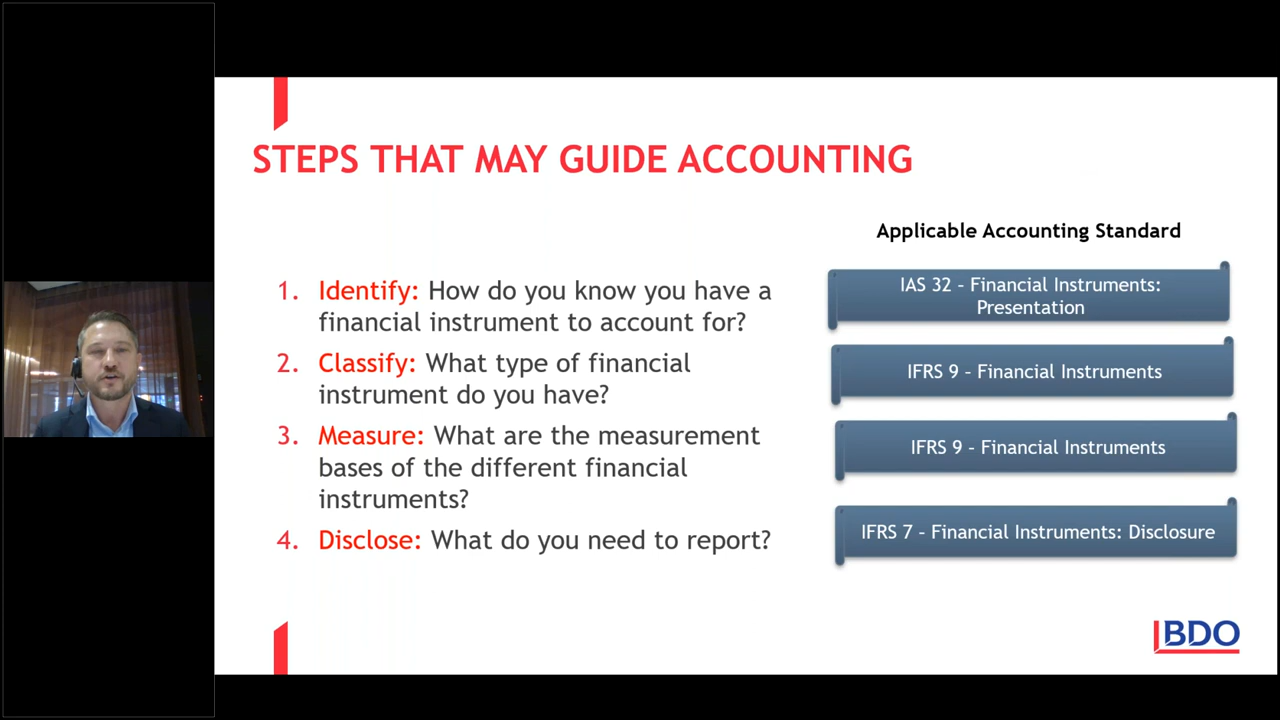 STEPS THAT MAY GUIDE ACCOUNTING
Applicable Accounting Standard
1. Identify: How do you know you have a
financial instrument to account for?
2. Classify: What type of financial
instrument do you have?
3. Measure: What are the measurement
bases of the different financial
instruments?
4. Disclose: What do you need to report?
IAS 32 – Financial Instruments:
Presentation
IFRS 9 – Financial Instruments
IFRS 9 – Financial Instruments
IFRS 7 – Financial Instruments: Disclosure
BDO